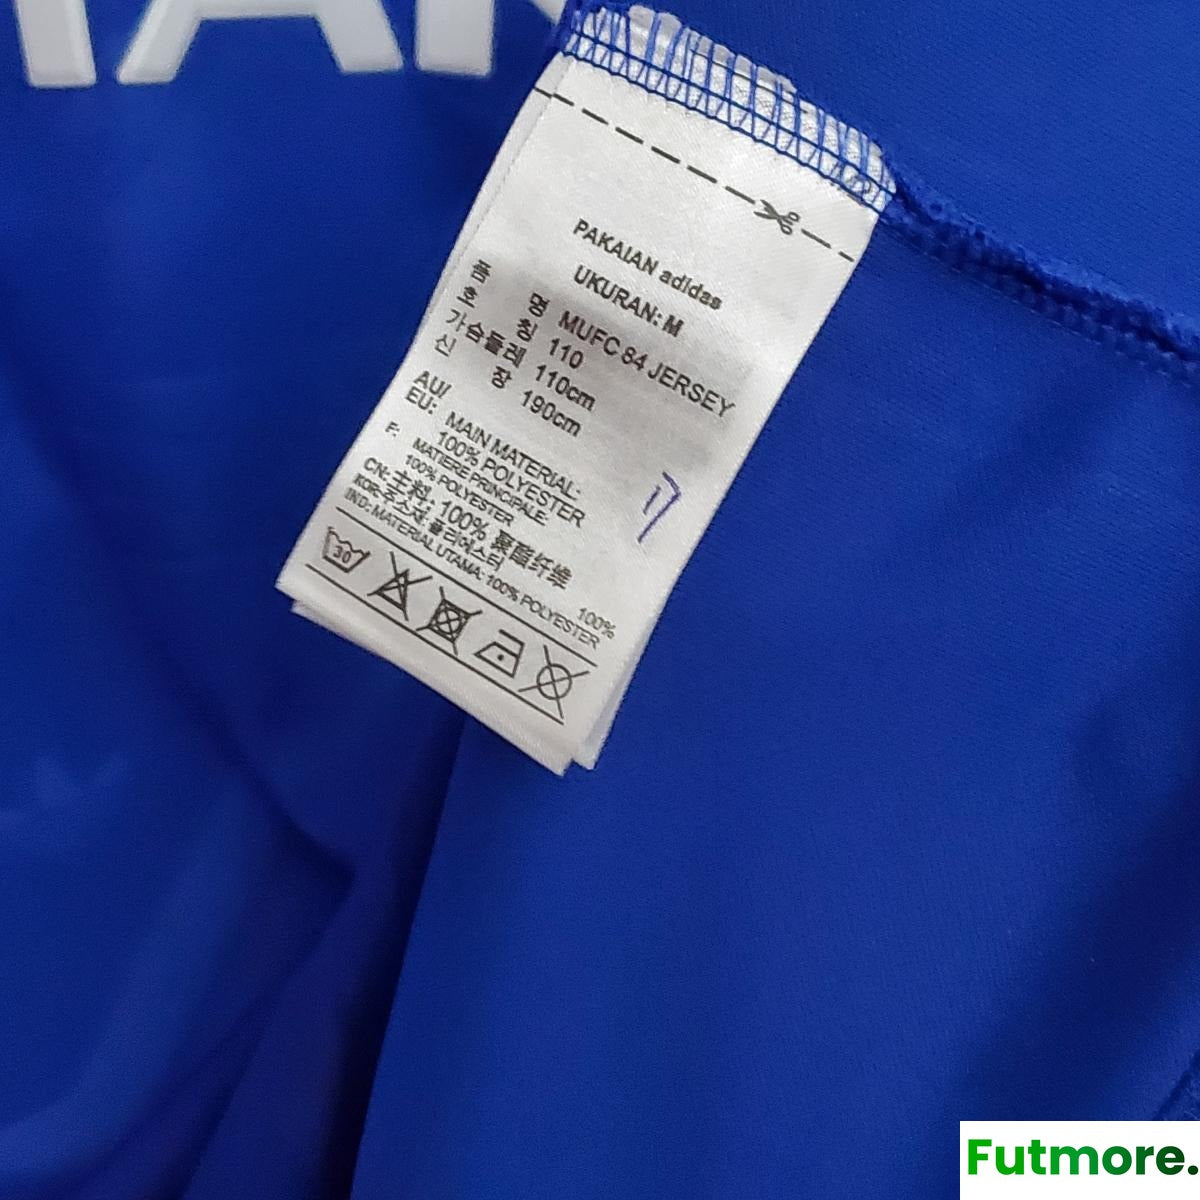 PAKAIAN adidas
UKURAN: M
품 명 MUFC 84 JERSEY
호 칭 110
가슴둘레 110cm
신 장 190cm
AU/
EU: MAIN MATERIAL:
100% POLYESTER
F: MATIERE PRINCIPALE:
100% POLYESTER
CN: 主料: 100% 聚酯纤维
KOR: 주소재: 폴리에스터 100%
IND: MATERIAL UTAMA: 100% POLYESTER
30
Futmore.